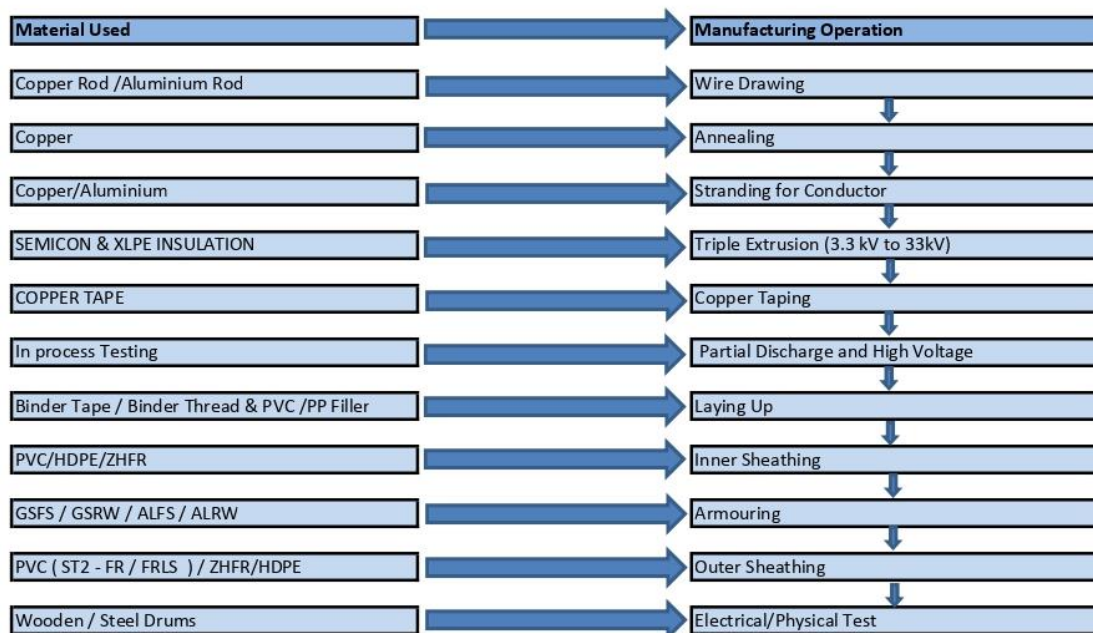 Material Used
Manufacturing Operation
Copper Rod /Aluminium Rod
Wire Drawing
Copper
Annealing
Copper/Aluminium
Stranding for Conductor
SEMICON & XLPE INSULATION
Triple Extrusion (3.3 kV to 33kV)
COPPER TAPE
Copper Taping
In process Testing
Partial Discharge and High Voltage
Binder Tape / Binder Thread & PVC /PP Filler
Laying Up
PVC/HDPE/ZHFR
Inner Sheathing
GSFS / GSRW / ALFS / ALRW
Armouring
PVC ( ST2 - FR / FRLS ) / ZHFR/HDPE
Outer Sheathing
Wooden / Steel Drums
Electrical/Physical Test